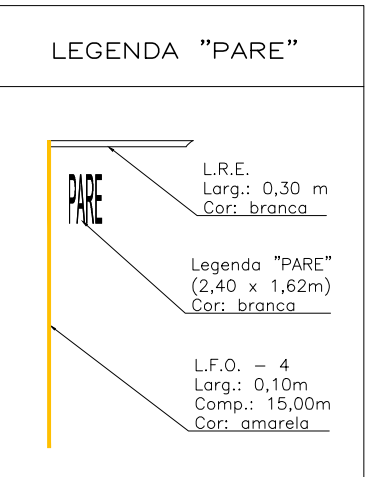 LEGENDA "PARE"
L.R.E.
Larg.: 0,30 m
Cor: branca
PARE
Legenda "PARE"
(2,40 x 1,62m)
Cor: branca
L.F.O. – 4
Larg.: 0,10m
Comp.: 15,00m
Cor: amarela